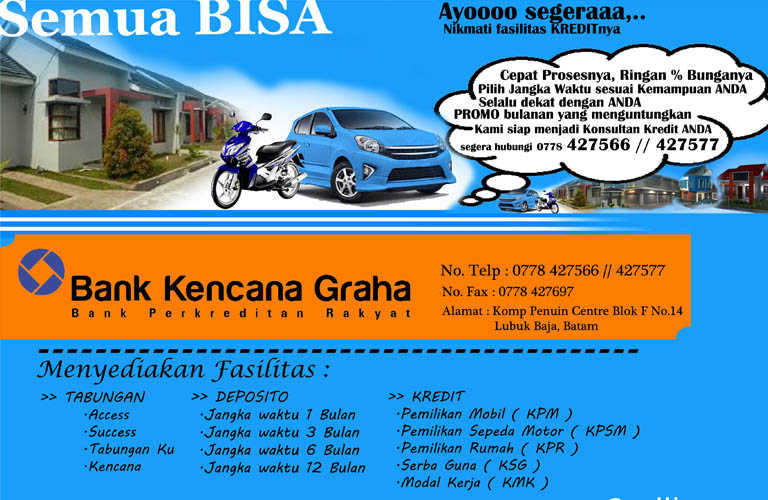 Semua BISA
Ayoooo segeraaa,..
Nikmati fasilitas KREDITnya
Cepat Prosesnya, Ringan % Bunganya
Pilih Jangka Waktu sesuai Kemampuan ANDA
Selalu dekat dengan ANDA
PROMO bulanan yang menguntungkan
Kami siap menjadi Konsultan Kredit ANDA
segera hubungi 0778 427566 // 427577
Bank Kencana Graha
Bank Perkreditan Rakyat
No. Telp : 0778 427566 // 427577
No. Fax : 0778 427697
Alamat : Komp Penuin Centre Blok F No.14
Lubuk Baja, Batam
Menyediakan Fasilitas :
>> TABUNGAN
·Access
·Success
·Tabungan Ku
·Kencana
>> DEPOSITO
·Jangka waktu 1 Bulan
·Jangka waktu 3 Bulan
·Jangka waktu 6 Bulan
·Jangka waktu 12 Bulan
>> KREDIT
·Pemilikan Mobil ( KPM )
·Pemilikan Sepeda Motor ( KPSM )
·Pemilikan Rumah ( KPR )
·Serba Guna ( KSG )
·Modal Kerja ( KMK )